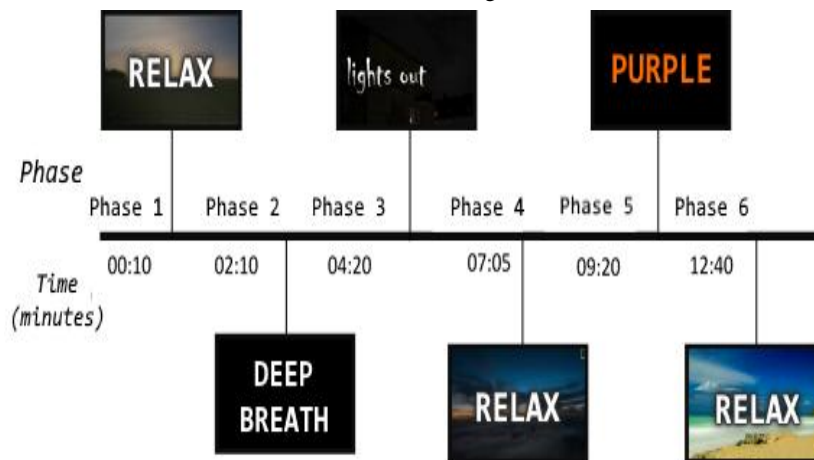 RELAX
lights out
PURPLE
Phase
Phase 1
Phase 2
Phase 3
Phase 4
Phase 5
Phase 6
00:10
02:10
04:20
07:05
09:20
12:40
Time
(minutes)
DEEP
BREATH
RELAX
RELAX